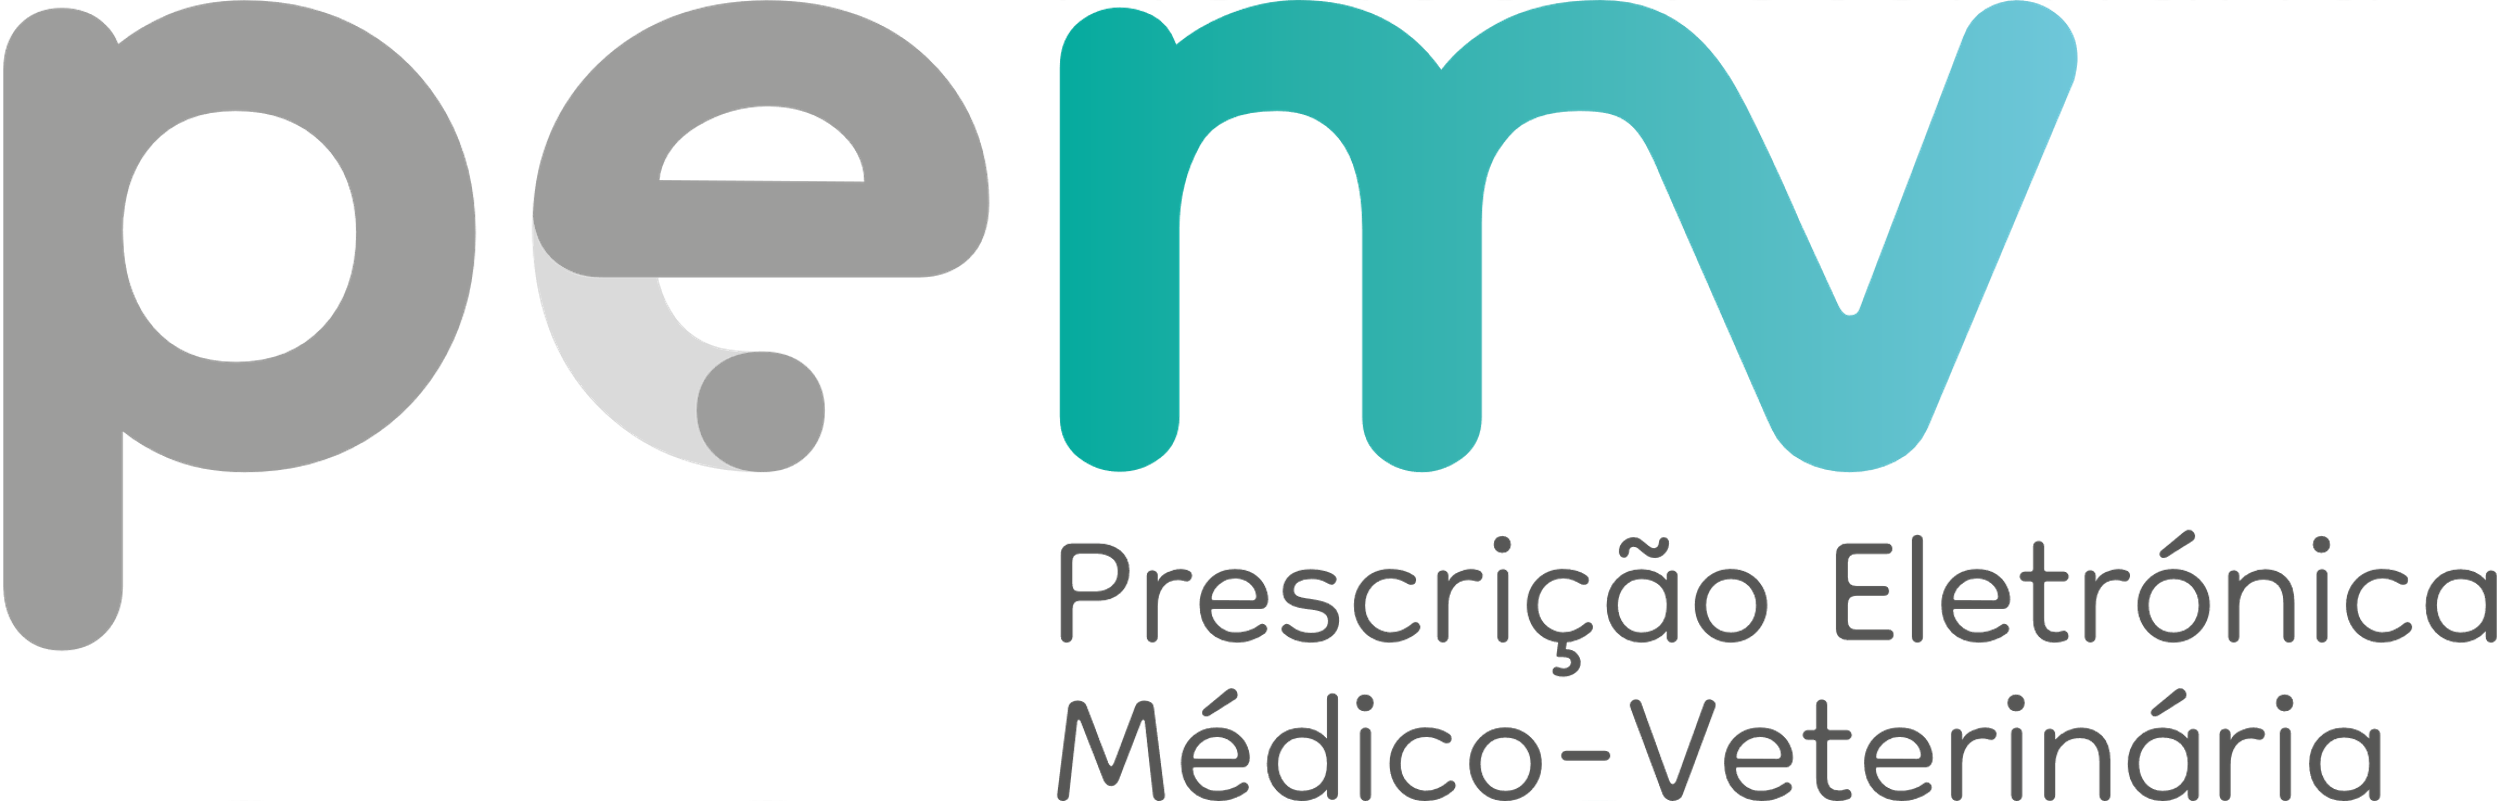 pemv
Prescrição Eletrónica
Médico-Veterinária